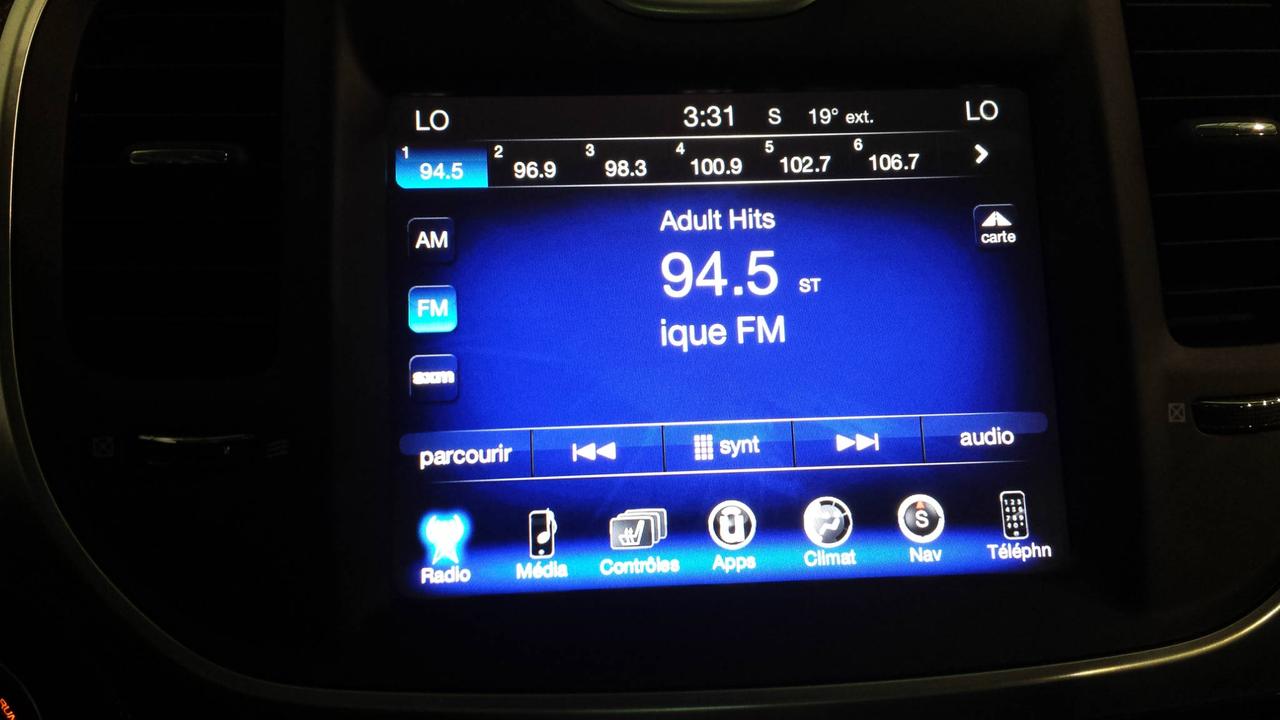 LO 3:31 S 19° ext. LO
1 94.5 2 96.9 3 98.3 4 100.9 5 102.7 6 106.7
Adult Hits
AM
carte
94.5 ST
FM
ique FM
sxm
parcourir synt audio
Radio Média Contrôles Apps Climat Nav Téléphn
S